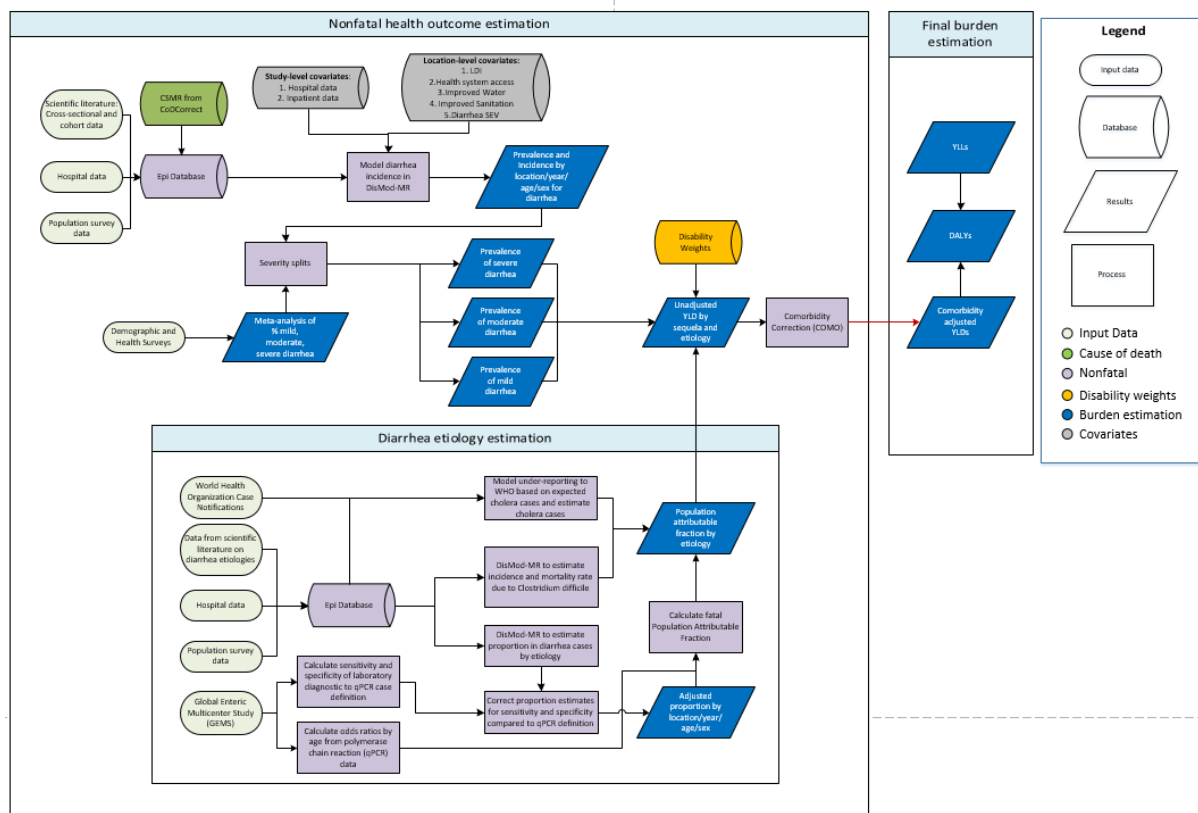 Nonfatal health outcome estimation
Final burden
estimation
Legend
Input data
Database
Results
Process
Input Data
Cause of death
Nonfatal
Disability weights
Burden estimation
Covariates
Scientific literature:
Cross-sectional and
cohort data
Hospital data
Population survey
data
CSMR from
CoDCorrect
Epi Database
Study-level covariates:
1. Hospital data
2. Inpatient data
Location-level covariates:
1. LDI
2.Health system access
3.Improved Water
4. Improved Sanitation
5.Diarrhea SEV
Model diarrhea
incidence in
DisMod-MR
Prevalence and
Incidence by
location/year/
age/sex for
diarrhea
Severity splits
Demographic and
Health Surveys
Meta-analysis of
% mild,
moderate,
severe diarrhea
Prevalence
of severe
diarrhea
Prevalence
of moderate
diarrhea
Prevalence
of mild
diarrhea
Disability
Weights
Unadjusted
YLD by
sequela and
etiology
Comorbidity
Correction (COMO)
YLLs
DALYs
Comorbidity
adjusted
YLDs
Diarrhea etiology estimation
World Health
Organization Case
Notifications
Data from scientific
literature on
diarrhea etiologies
Hospital data
Population survey
data
Global Enteric
Multicenter Study
(GEMS)
Epi Database
Calculate sensitivity and
specificity of laboratory
diagnostic to qPCR case
definition
Calculate odds ratios by
age from polymerase
chain reaction (qPCR)
data
Model under-reporting to
WHO based on expected
cholera cases and estimate
cholera cases
DisMod-MR to estimate
incidence and mortality rate
due to Clostridium difficile
DisMod-MR to estimate
proportion in diarrhea cases
by etiology
Correct proportion estimates
for sensitivity and specificity
compared to qPCR definition
Population
attributable
fraction by
etiology
Calculate fatal
Population Attributable
Fraction
Adjusted
proportion by
location/year/
age/sex